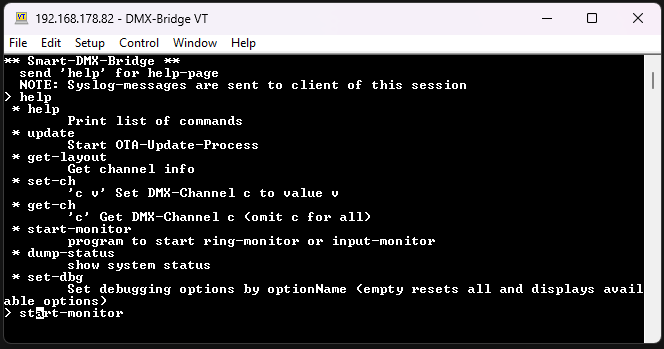 192.168.178.82 - DMX-Bridge VT
File Edit Setup Control Window Help
** Smart-DMX-Bridge **
send 'help' for help-page
NOTE: Syslog-messages are sent to client of this session
> help
* help
Print list of commands
* update
Start OTA-Update-Process
* get-layout
Get channel info
* set-ch
'c v' Set DMX-Channel c to value v
* get-ch
'c' Get DMX-Channel c (omit c for all)
* start-monitor
program to start ring-monitor or input-monitor
* dump-status
show system status
* set-dbg
Set debugging options by optionName (empty resets all and displays avail
able options)
> start-monitor